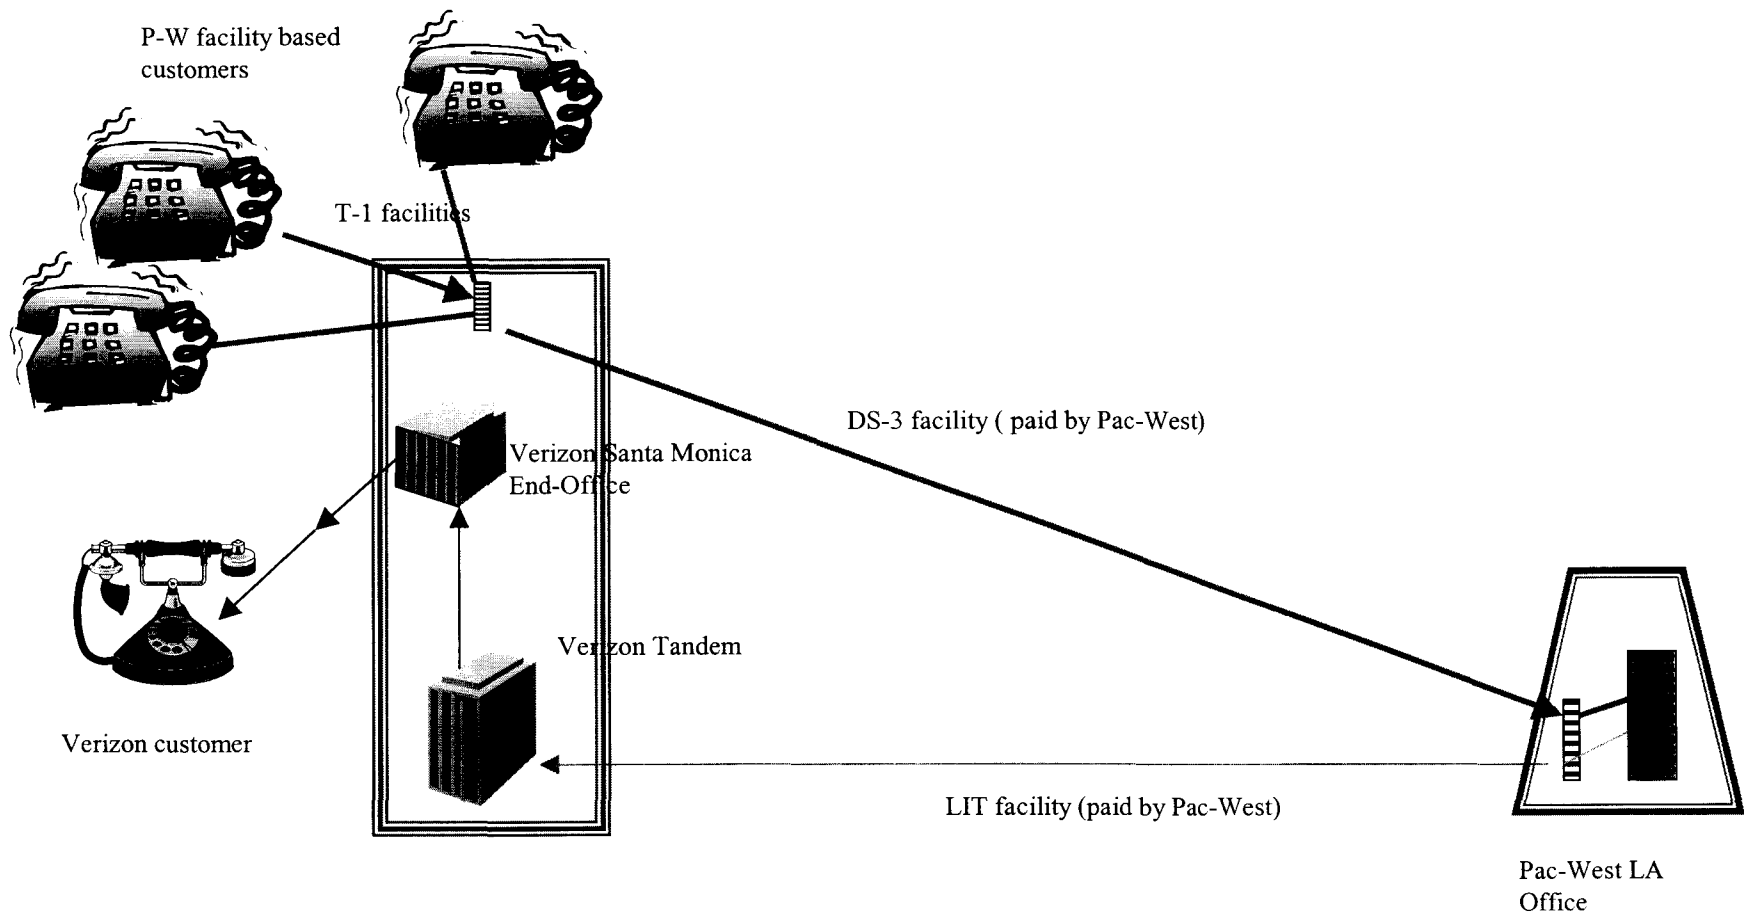 P-W facility based
customers
T-1 facilities
DS-3 facility ( paid by Pac-West)
Verizon Santa Monica
End-Office
Verizon Tandem
Verizon customer
LIT facility (paid by Pac-West)
Pac-West LA
Office